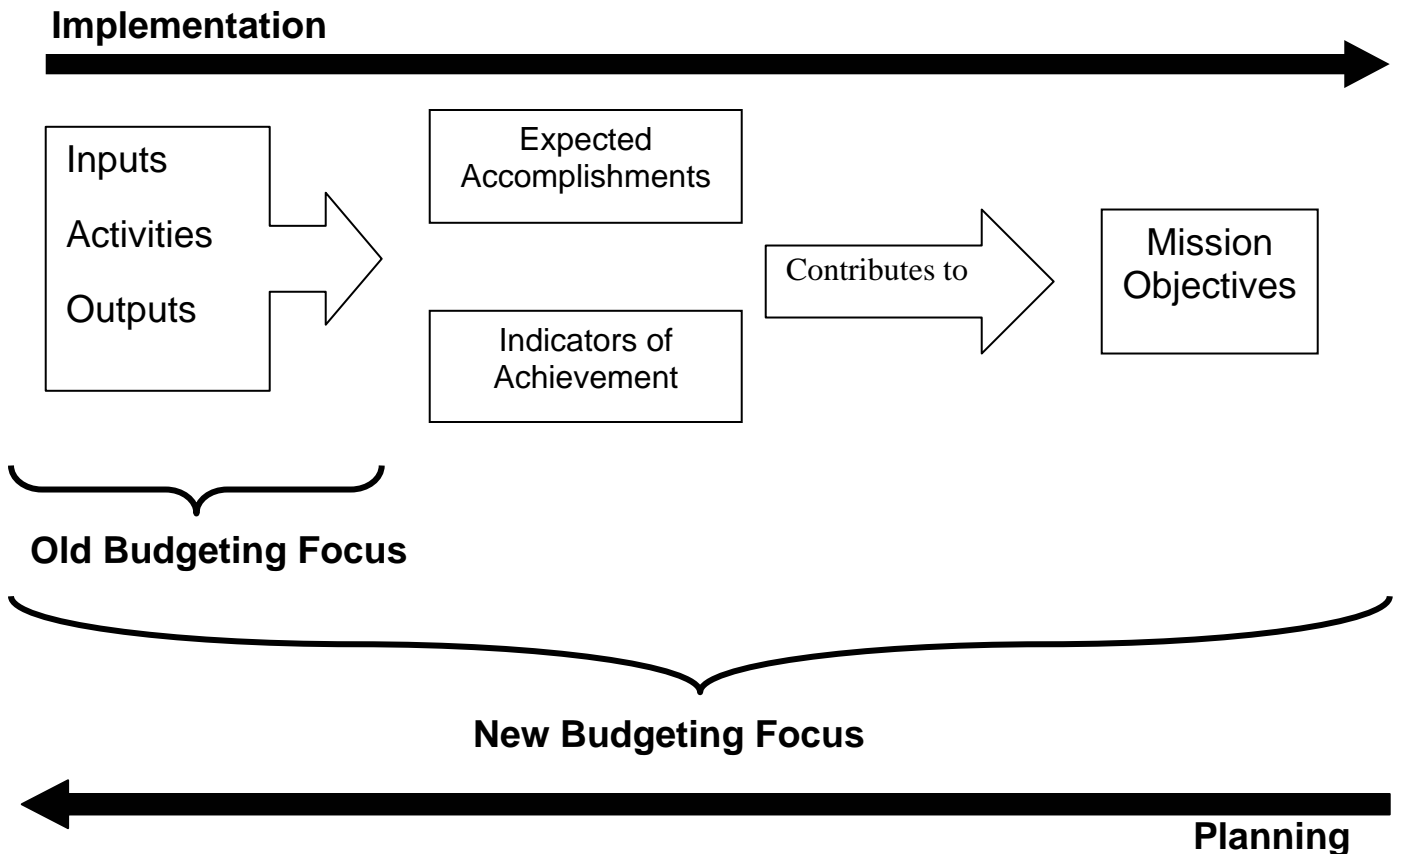 Implementation
Inputs
Activities
Outputs
Expected
Accomplishments
Indicators of
Achievement
Contributes to
Mission
Objectives
Old Budgeting Focus
New Budgeting Focus
Planning